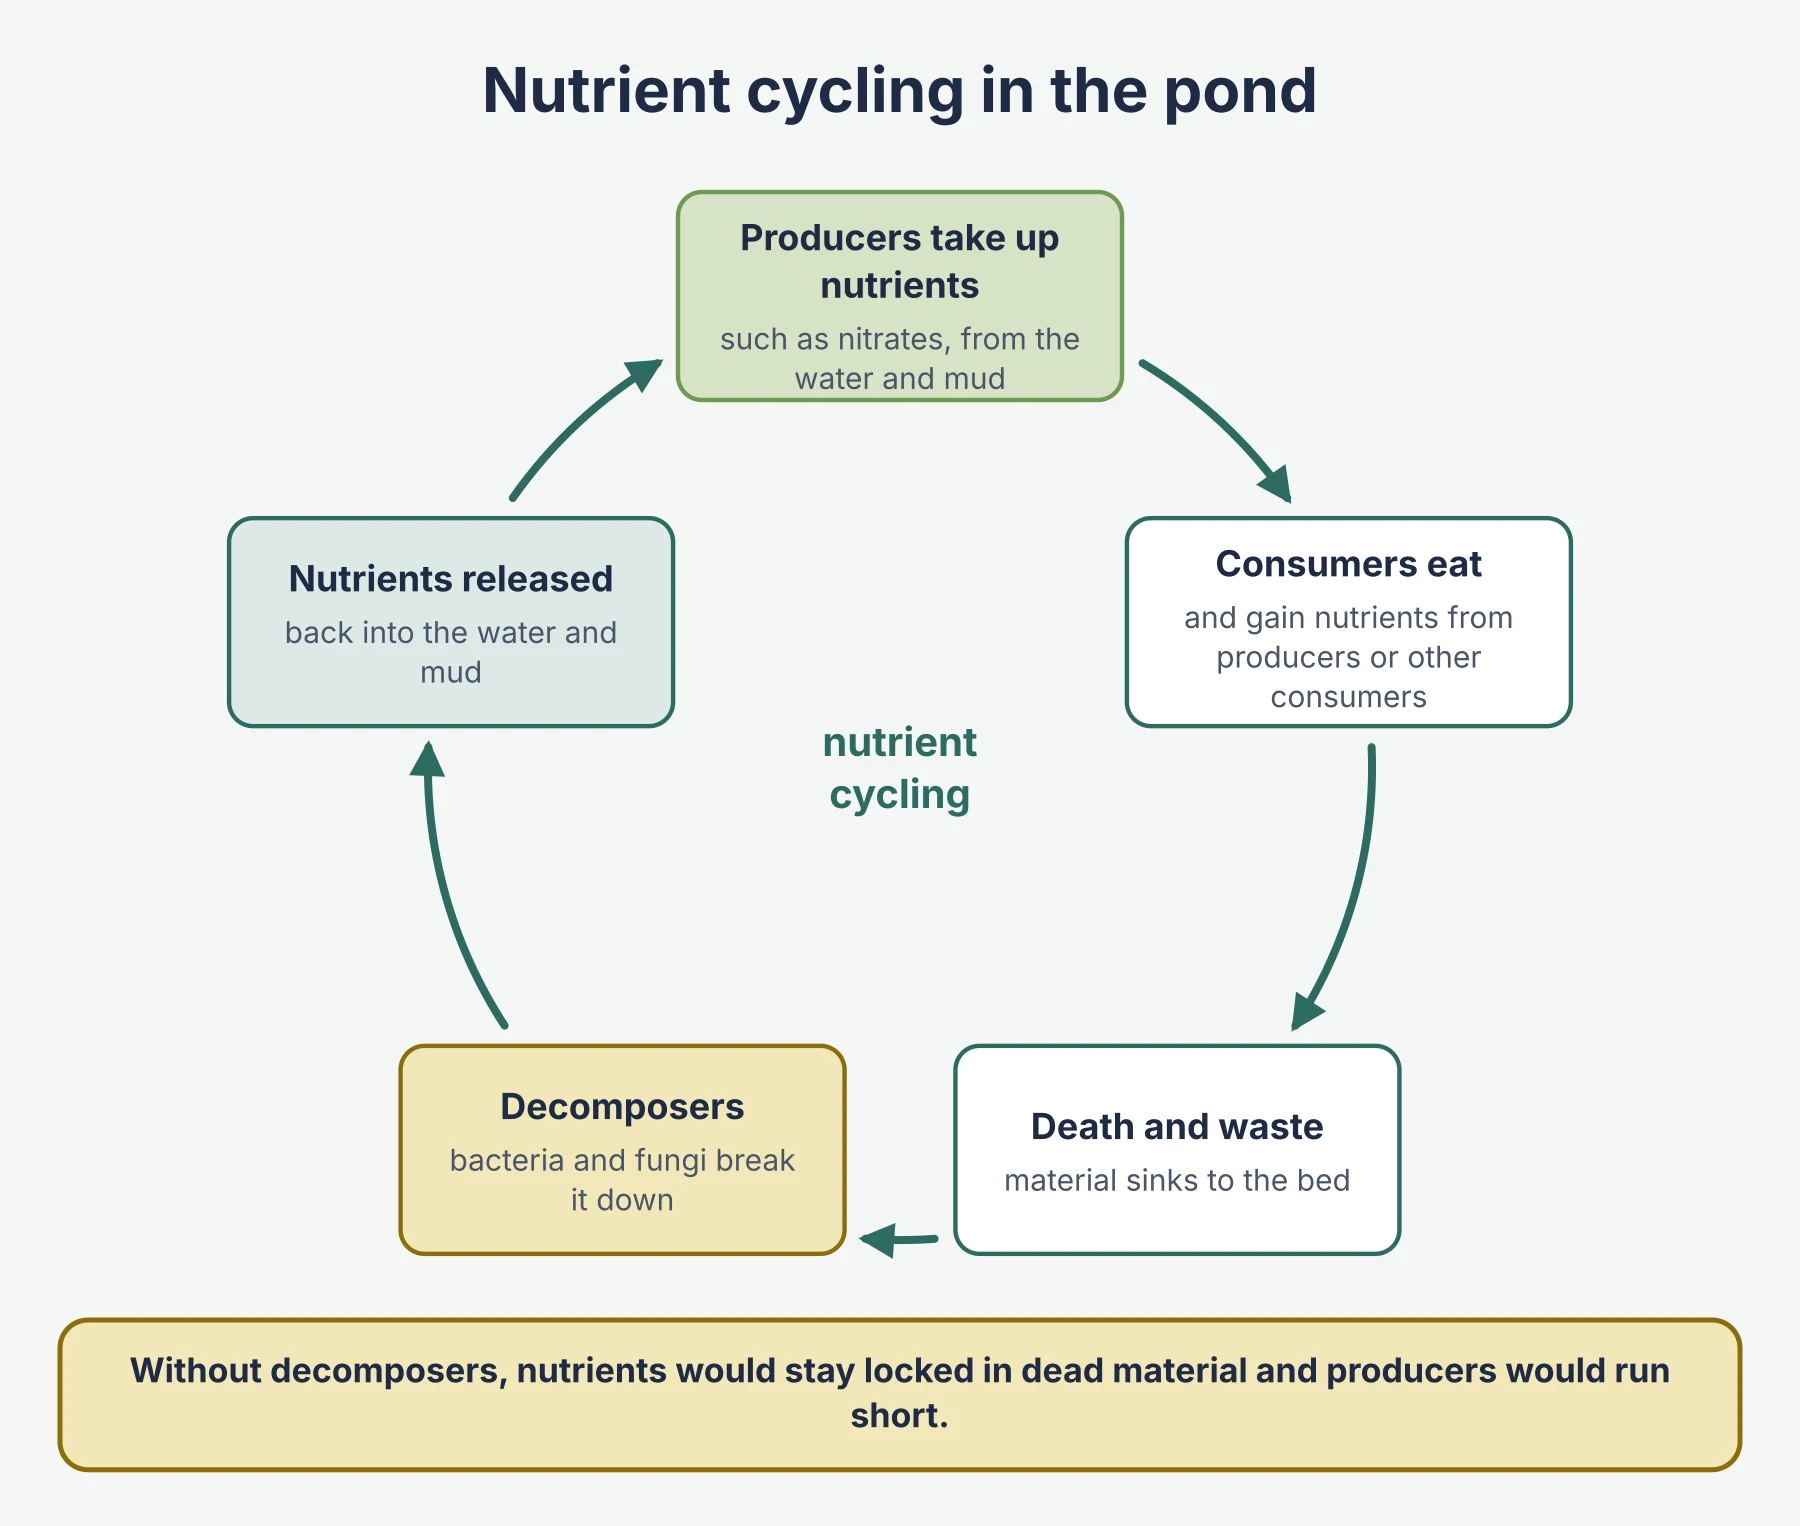 Nutrient cycling in the pond
Producers take up
nutrients
such as nitrates, from the
water and mud
Consumers eat
and gain nutrients from
producers or other
consumers
Death and waste
material sinks to the bed
Decomposers
bacteria and fungi break
it down
Nutrients released
back into the water and
mud
nutrient
cycling
Without decomposers, nutrients would stay locked in dead material and producers would run
short.